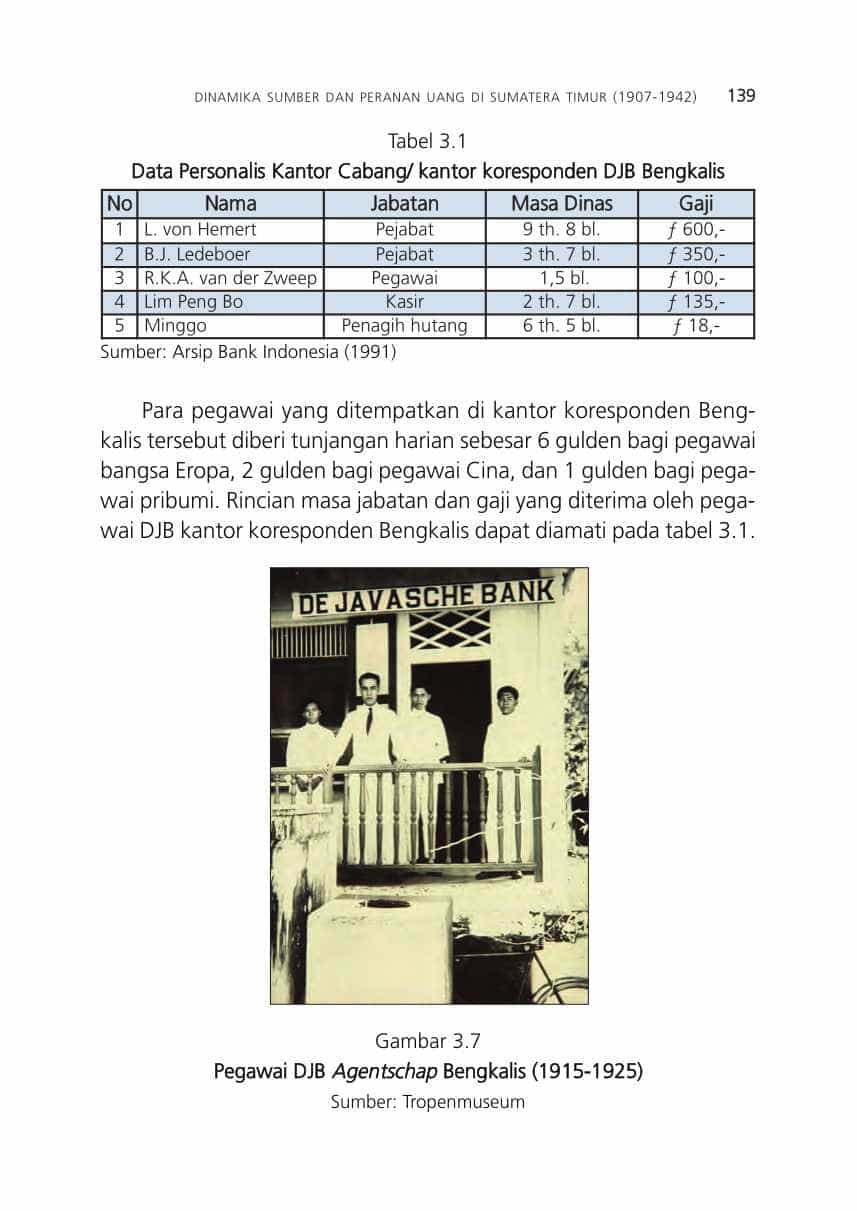 DINAMIKA SUMBER DAN PERANAN UANG DI SUMATERA TIMUR (1907-1942) 139
Tabel 3.1
Data Personalis Kantor Cabang/ kantor koresponden DJB Bengkalis
No Nama Jabatan Masa Dinas Gaji
1 L. von Hemert Pejabat 9 th. 8 bl. ƒ 600,-
2 B.J. Ledeboer Pejabat 3 th. 7 bl. ƒ 350,-
3 R.K.A. van der Zweep Pegawai 1,5 bl. ƒ 100,-
4 Lim Peng Bo Kasir 2 th. 7 bl. ƒ 135,-
5 Minggo Penagih hutang 6 th. 5 bl. ƒ 18,-
Sumber: Arsip Bank Indonesia (1991)
Para pegawai yang ditempatkan di kantor koresponden Beng-
kalis tersebut diberi tunjangan harian sebesar 6 gulden bagi pegawai
bangsa Eropa, 2 gulden bagi pegawai Cina, dan 1 gulden bagi pega-
wai pribumi. Rincian masa jabatan dan gaji yang diterima oleh pega-
wai DJB kantor koresponden Bengkalis dapat diamati pada tabel 3.1.
DE JAVASCHE BANK
Gambar 3.7
Pegawai DJB Agentschap Bengkalis (1915-1925)
Sumber: Tropenmuseum